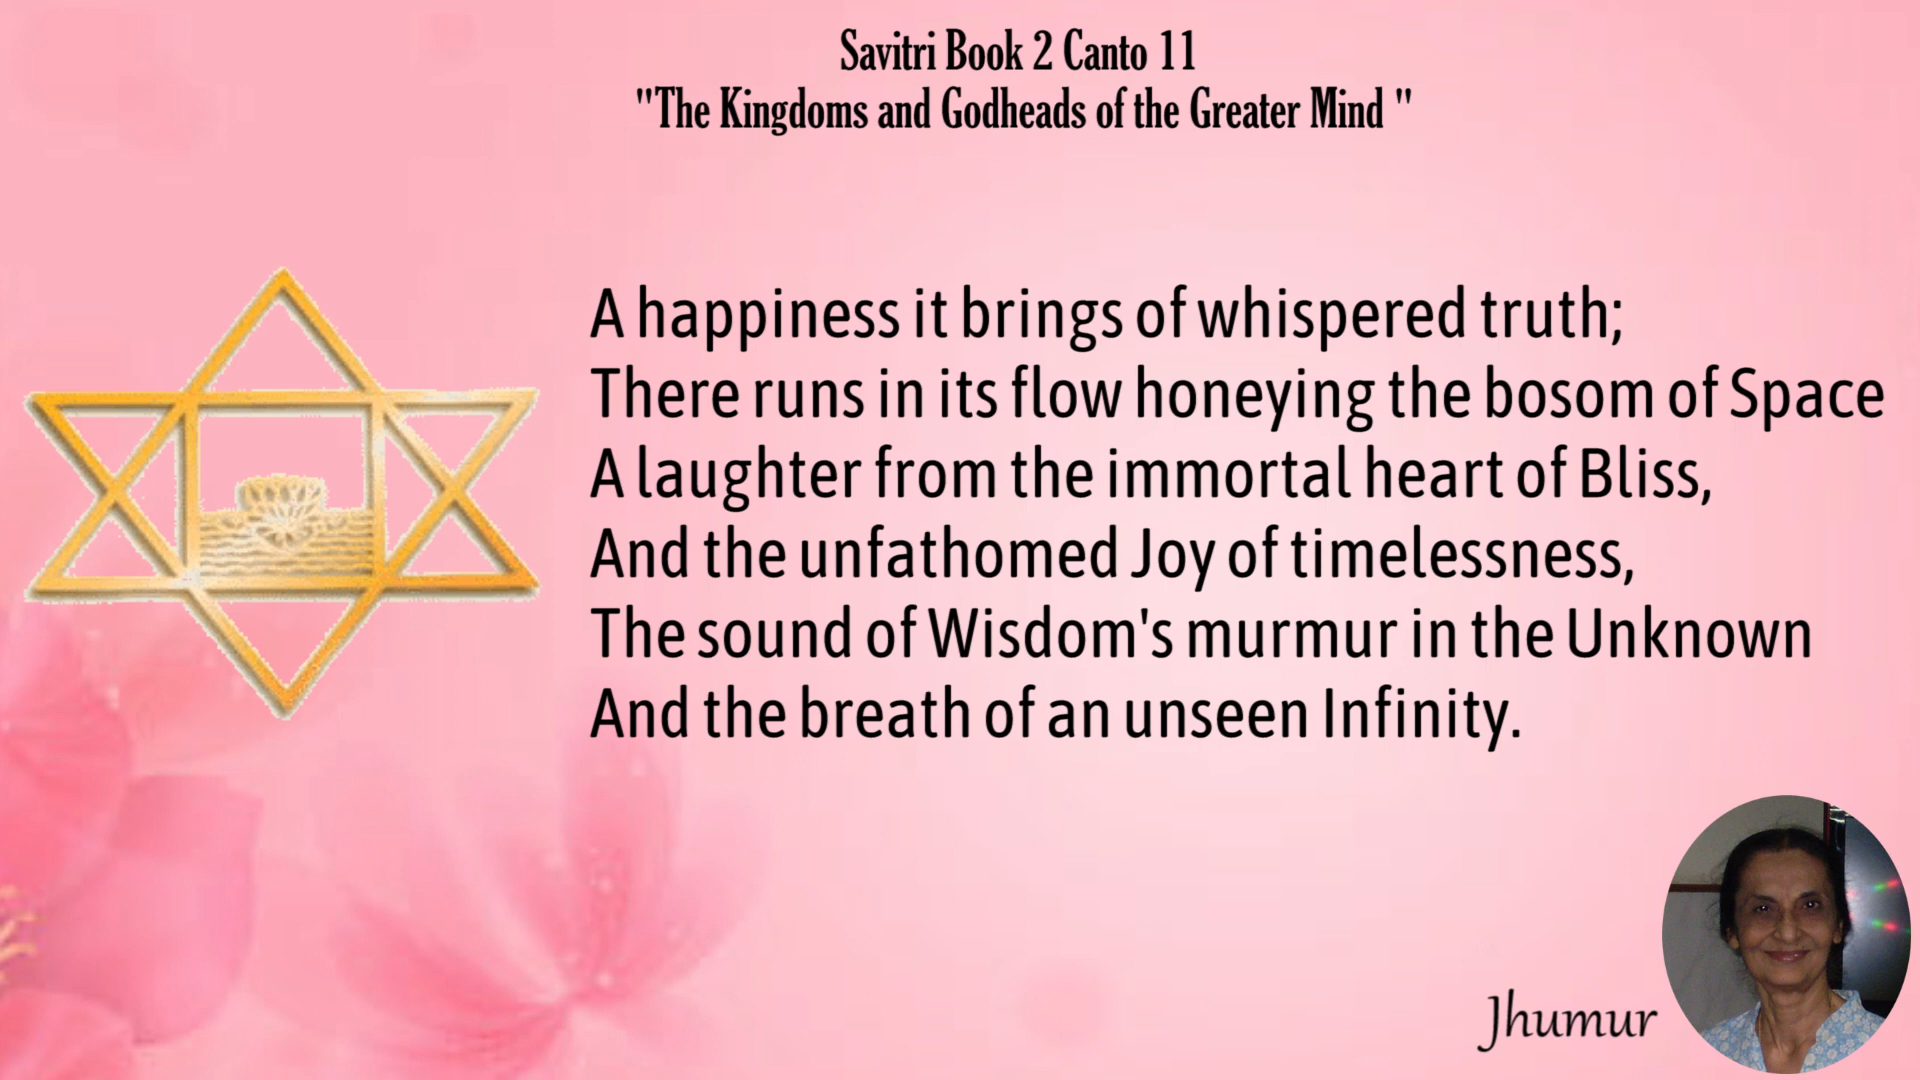 Savitri Book 2 Canto 11
"The Kingdoms and Godheads of the Greater Mind "
A happiness it brings of whispered truth;
There runs in its flow honeying the bosom of Space
A laughter from the immortal heart of Bliss,
And the unfathomed Joy of timelessness,
The sound of Wisdom's murmur in the Unknown
And the breath of an unseen Infinity.
Jhumur